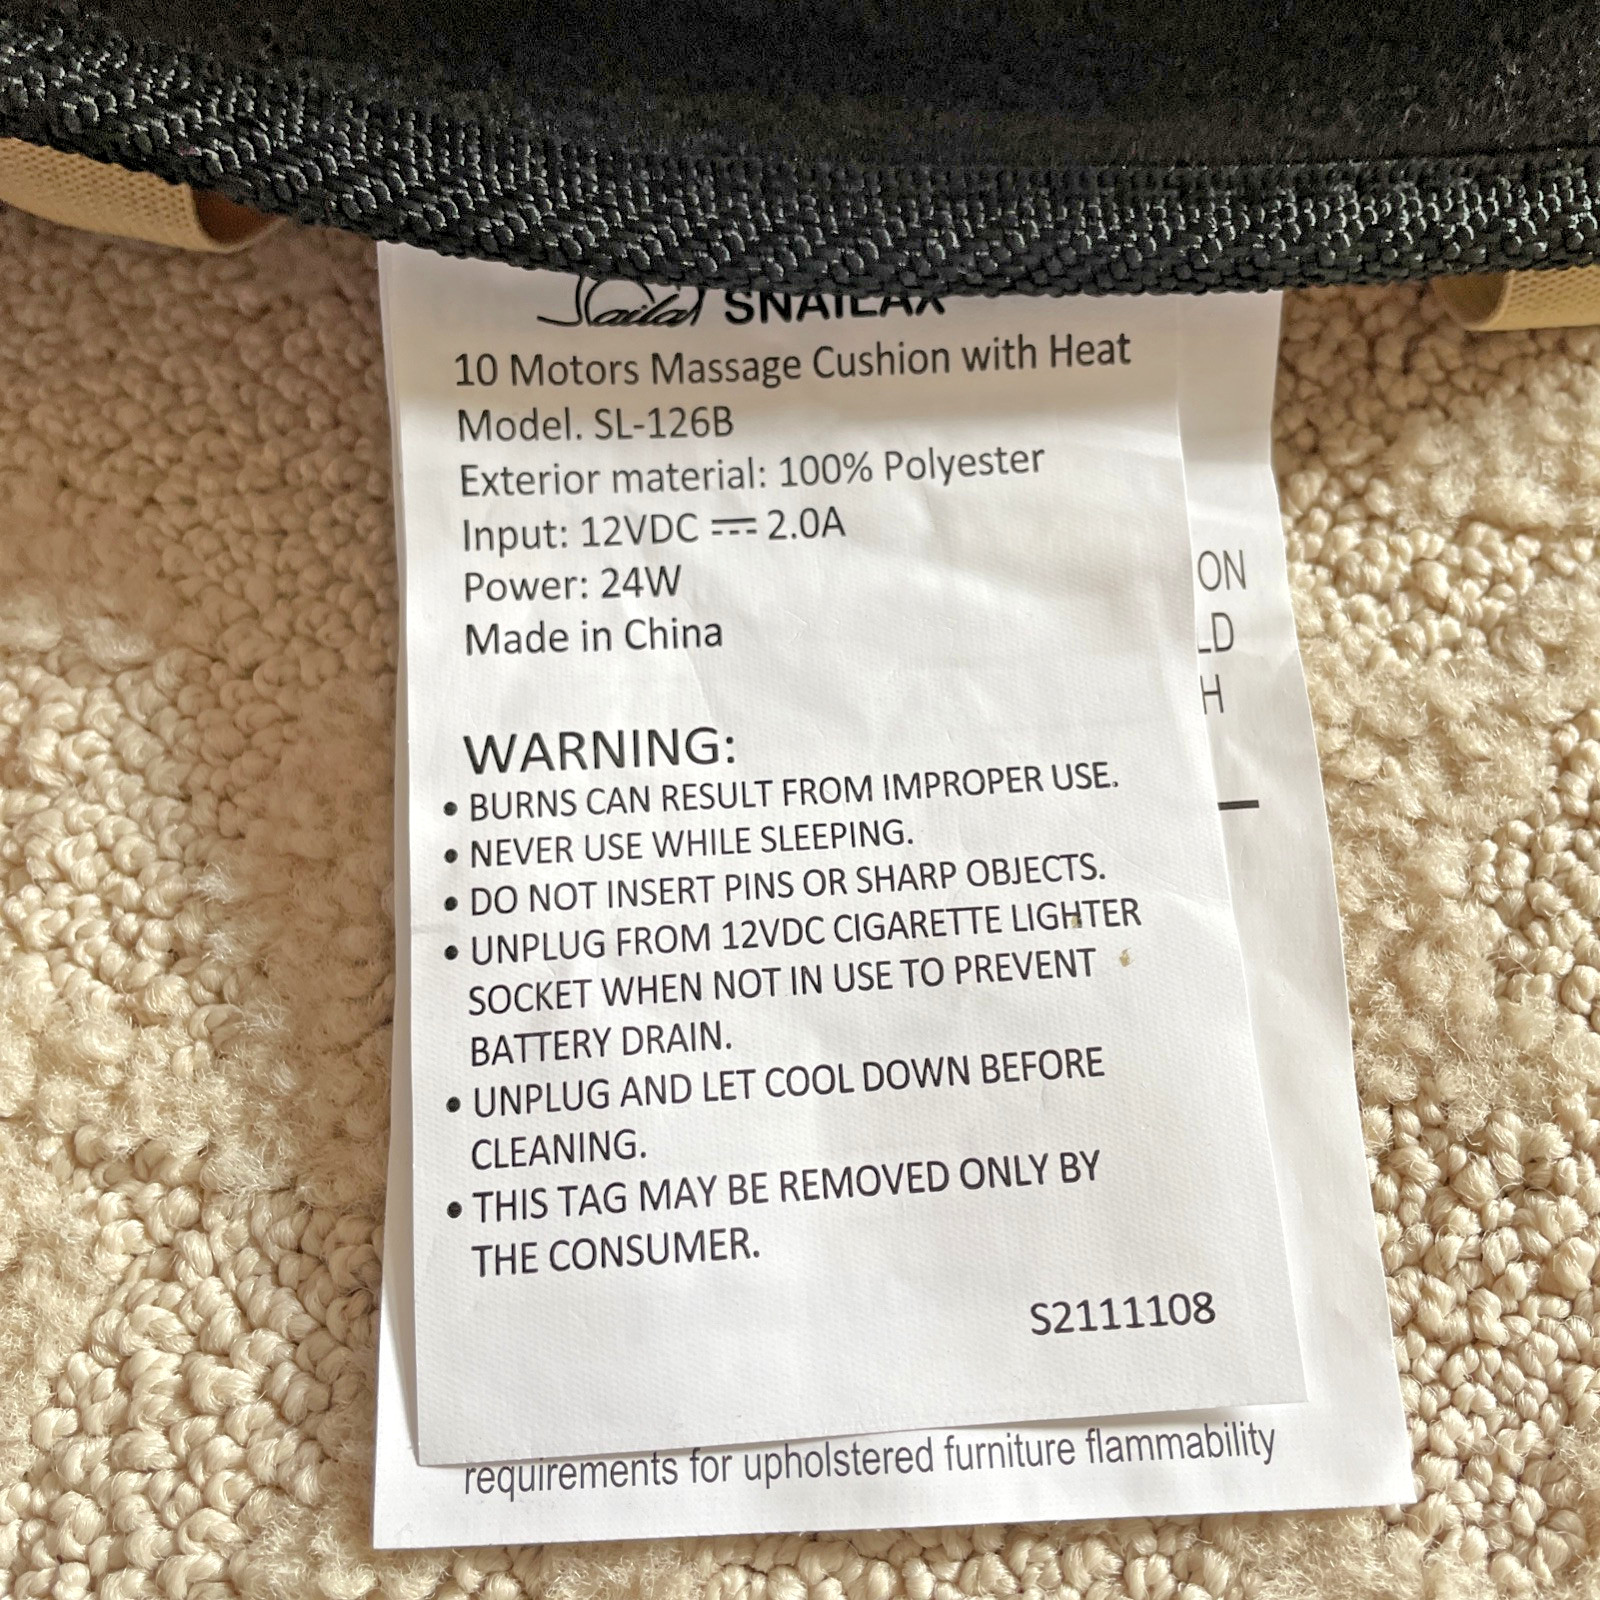 Snailax SNAILAX
10 Motors Massage Cushion with Heat
Model. SL-126B
Exterior material: 100% Polyester
Input: 12VDC ⎓ 2.0A
Power: 24W
Made in China
WARNING:
• BURNS CAN RESULT FROM IMPROPER USE.
• NEVER USE WHILE SLEEPING.
• DO NOT INSERT PINS OR SHARP OBJECTS.
• UNPLUG FROM 12VDC CIGARETTE LIGHTER
SOCKET WHEN NOT IN USE TO PREVENT
BATTERY DRAIN.
• UNPLUG AND LET COOL DOWN BEFORE
CLEANING.
• THIS TAG MAY BE REMOVED ONLY BY
THE CONSUMER.
S2111108
ON
LD
H
requirements for upholstered furniture flammability